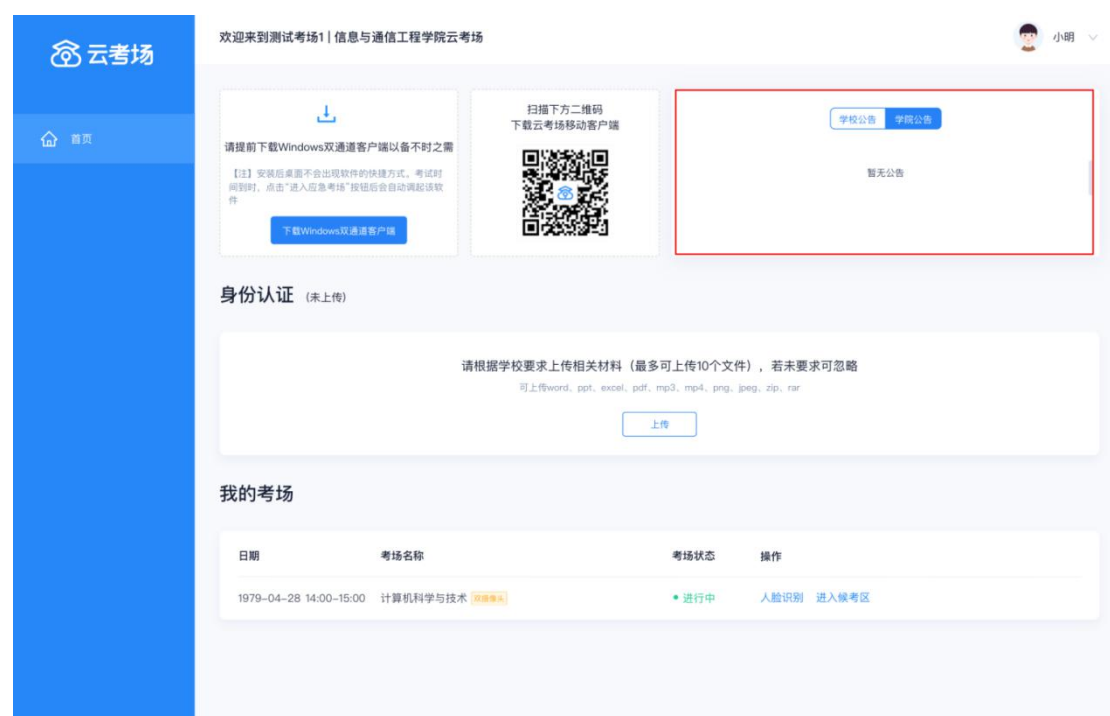 云考场
欢迎来到测试考场1 | 信息与通信工程学院云考场
小明
首页
请提前下载Windows双通道客户端以备不时之需
【注】安装后桌面不会出现软件的快捷方式。考试时
间到时，点击“进入应急考场”按钮后会自动调起该软
件
下载Windows双通道客户端
扫描下方二维码
下载云考场移动客户端
学校公告 学院公告
暂无公告
身份认证 (未上传)
请根据学校要求上传相关材料（最多可上传10个文件），若未要求可忽略
可上传word、ppt、excel、pdf、mp3、mp4、png、jpeg、zip、rar
上传
我的考场
日期 考场名称 考场状态 操作
1979-04-28 14:00-15:00 计算机科学与技术 双摄像头 进行中 人脸识别 进入候考区